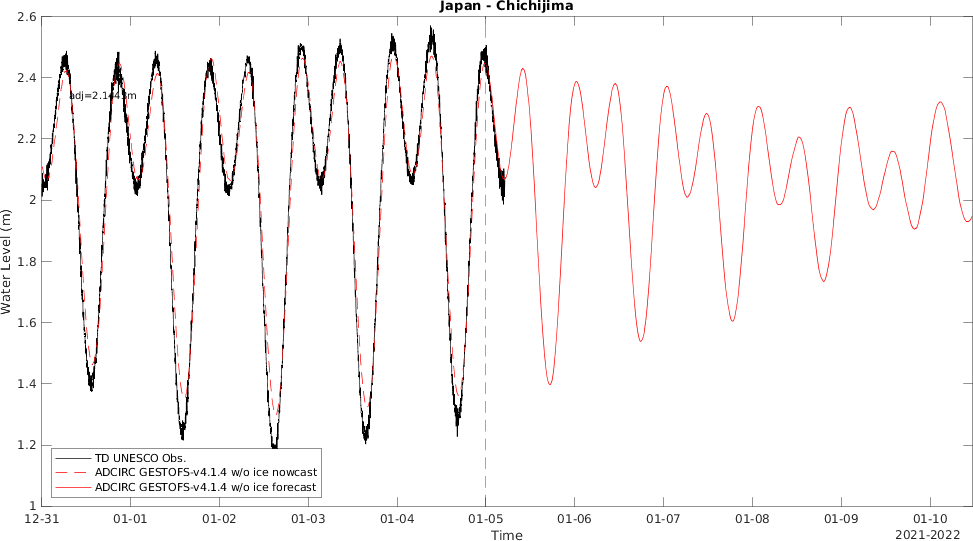 Japan - Chichijima
2.6
2.4
2.2
2
1.8
1.6
1.4
1.2
1
Water Level (m)
TD UNESCO Obs.
ADCIRC GESTOFS-v4.1.4 w/o ice nowcast
ADCIRC GESTOFS-v4.1.4 w/o ice forecast
12-31 01-01 01-02 01-03 01-04 01-05 01-06 01-07 01-08 01-09 01-10
Time
2021-2022